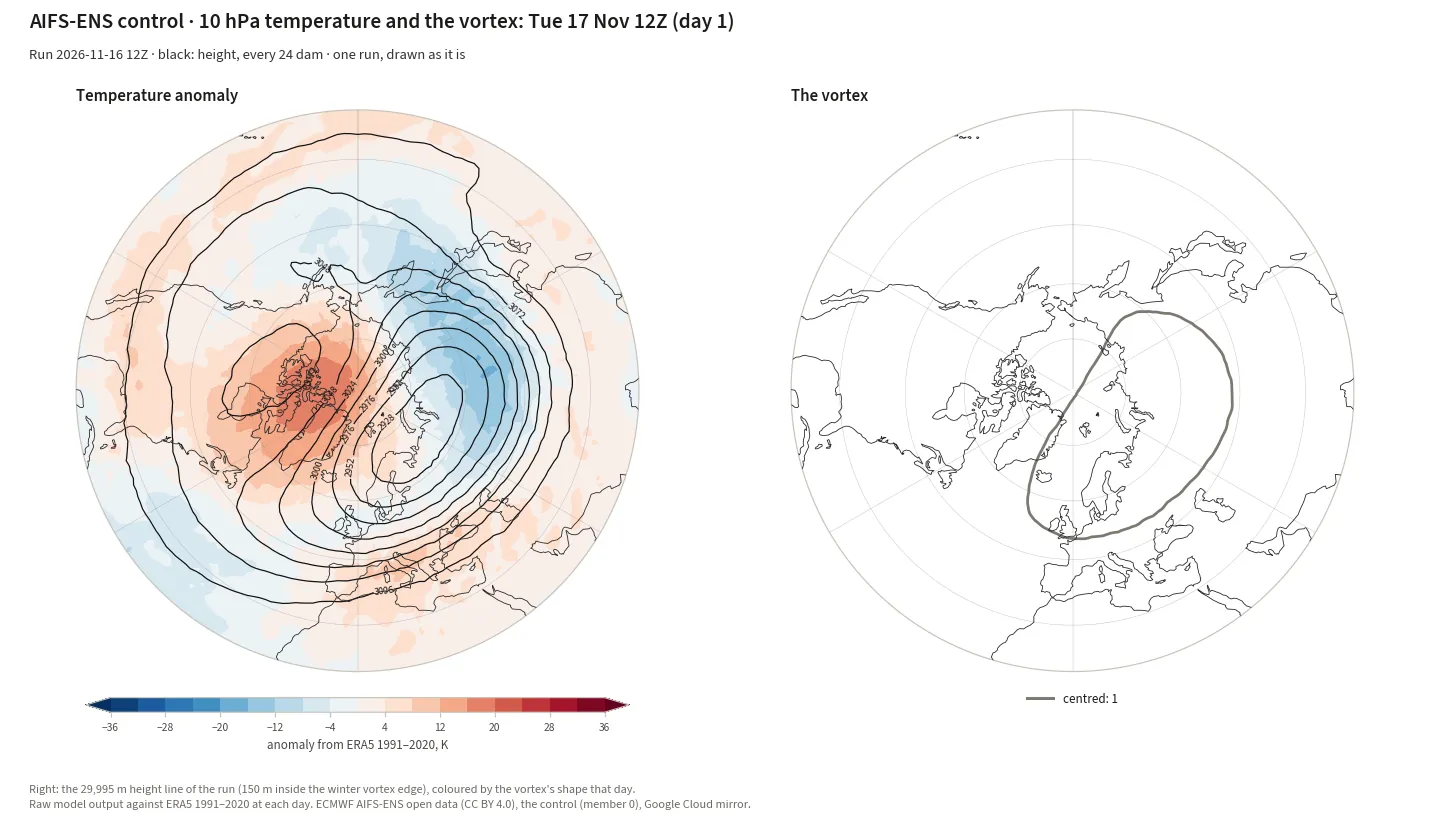 AIFS-ENS control · 10 hPa temperature and the vortex: Tue 17 Nov 12Z (day 1)
Run 2026-11-16 12Z · black: height, every 24 dam · one run, drawn as it is
Temperature anomaly
The vortex
3048
3072
3000
3024
2976
2928
2976
2952
3000
3096
−36 −28 −20 −12 −4 4 12 20 28 36
anomaly from ERA5 1991–2020, K
centred: 1
Right: the 29,995 m height line of the run (150 m inside the winter vortex edge), coloured by the vortex's shape that day.
Raw model output against ERA5 1991–2020 at each day. ECMWF AIFS-ENS open data (CC BY 4.0), the control (member 0), Google Cloud mirror.